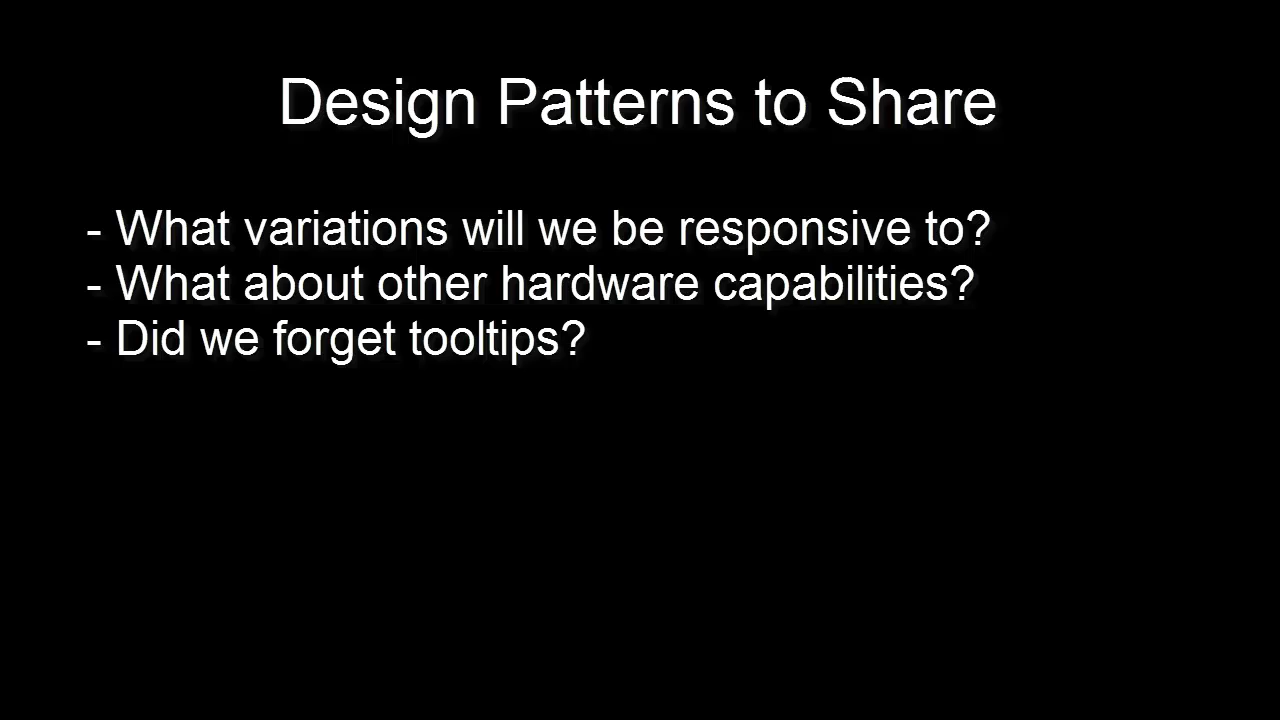 Design Patterns to Share
- What variations will we be responsive to?
- What about other hardware capabilities?
- Did we forget tooltips?